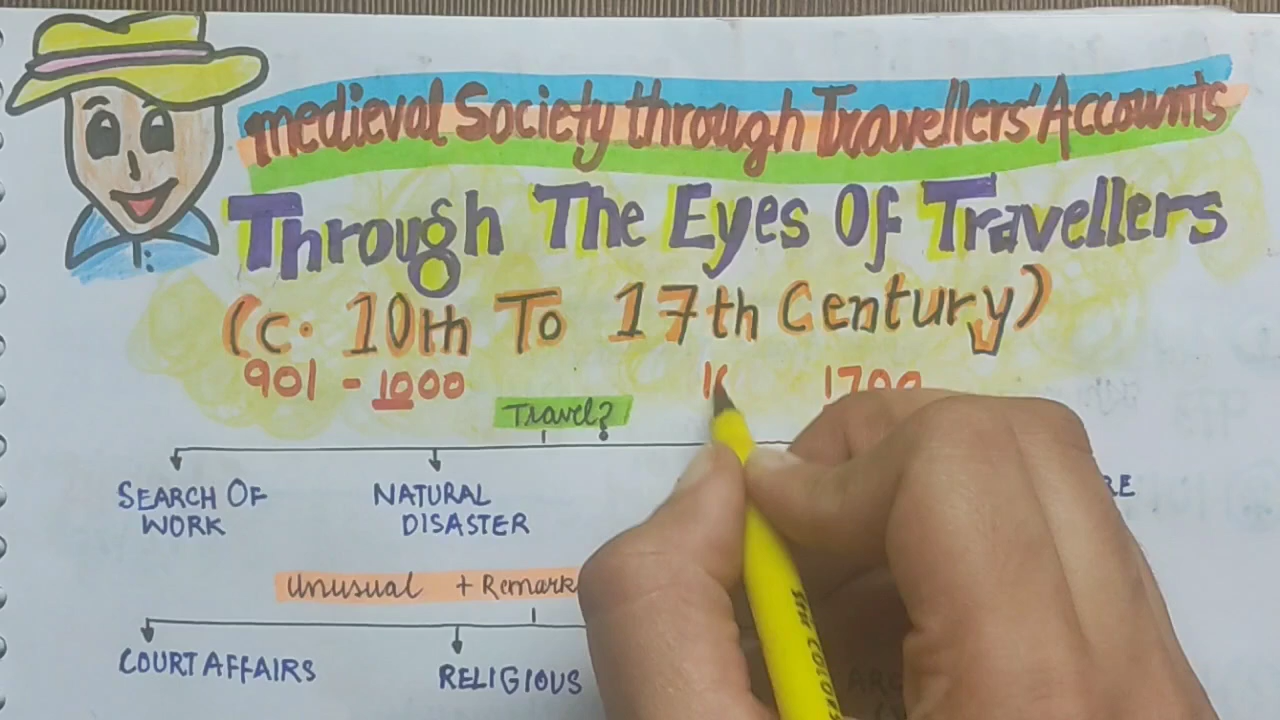 medieval Society through Travellers' Accounts
Through The Eyes Of Travellers
(C. 10th To 17th Century)
901 - 1000 1700
Travel?
SEARCH OF WORK
NATURAL DISASTER
Unusual + Remark
COURT AFFAIRS
RELIGIOUS